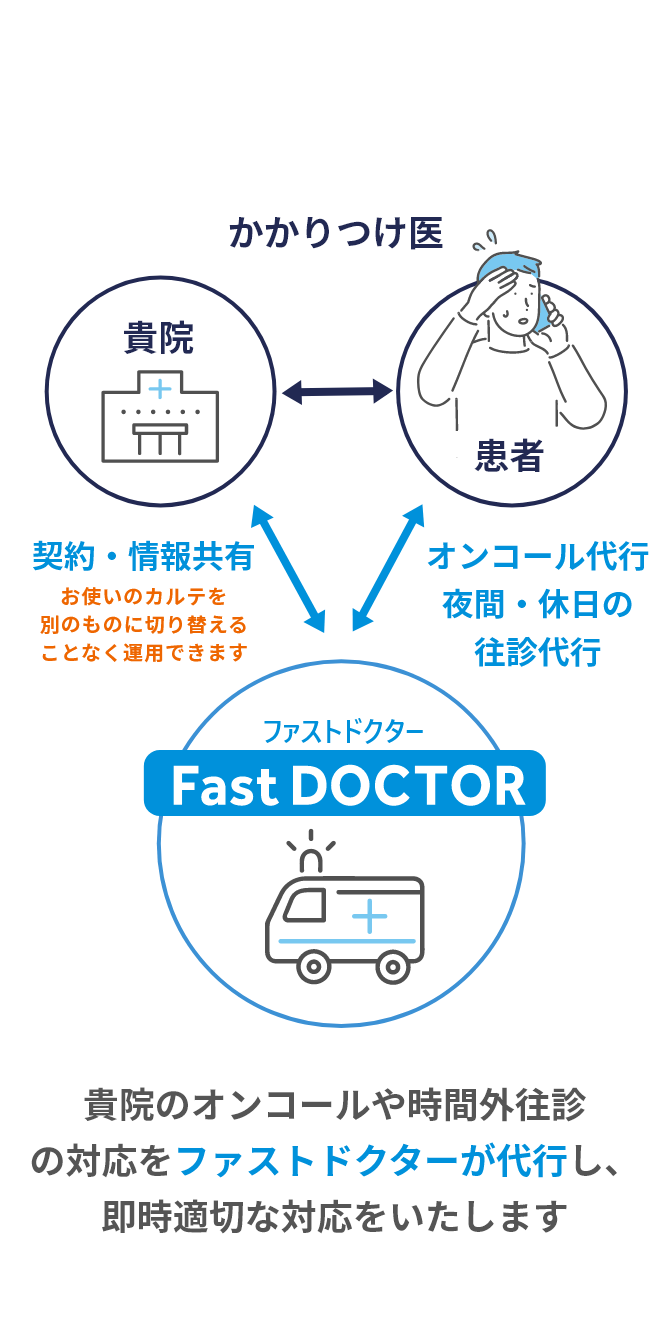 かかりつけ医
貴院
患者
契約・情報共有
お使いのカルテを
別のものに切り替える
ことなく運用できます
オンコール代行
夜間・休日の
往診代行
ファストドクター
Fast DOCTOR
貴院のオンコールや時間外往診
の対応をファストドクターが代行し、
即時適切な対応をいたします